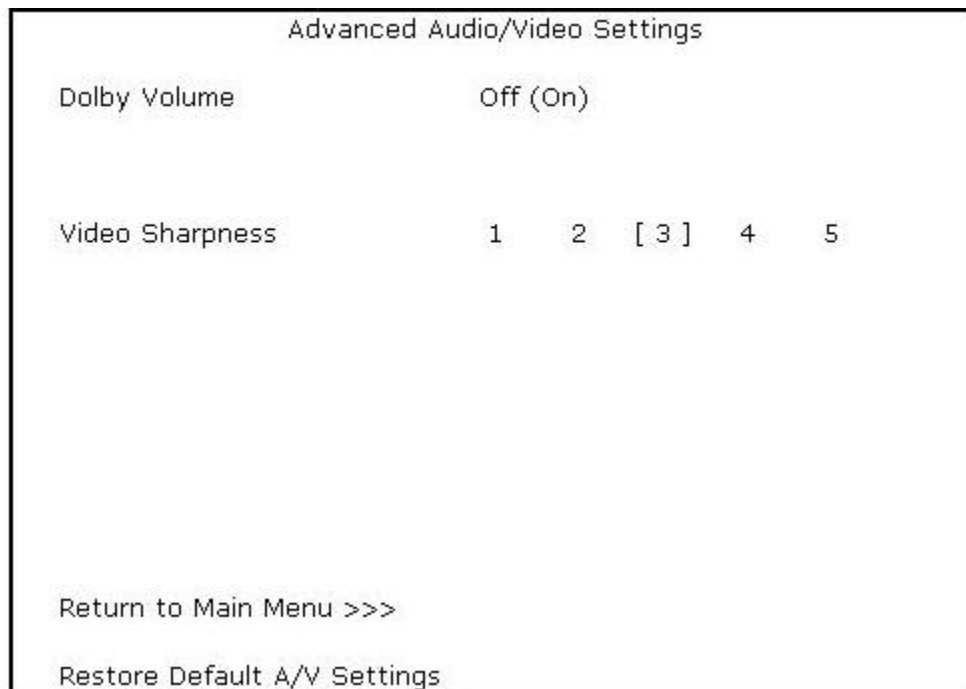 Advanced Audio/Video Settings
Dolby Volume Off (On)
Video Sharpness 1 2 [ 3 ] 4 5
Return to Main Menu >>>
Restore Default A/V Settings